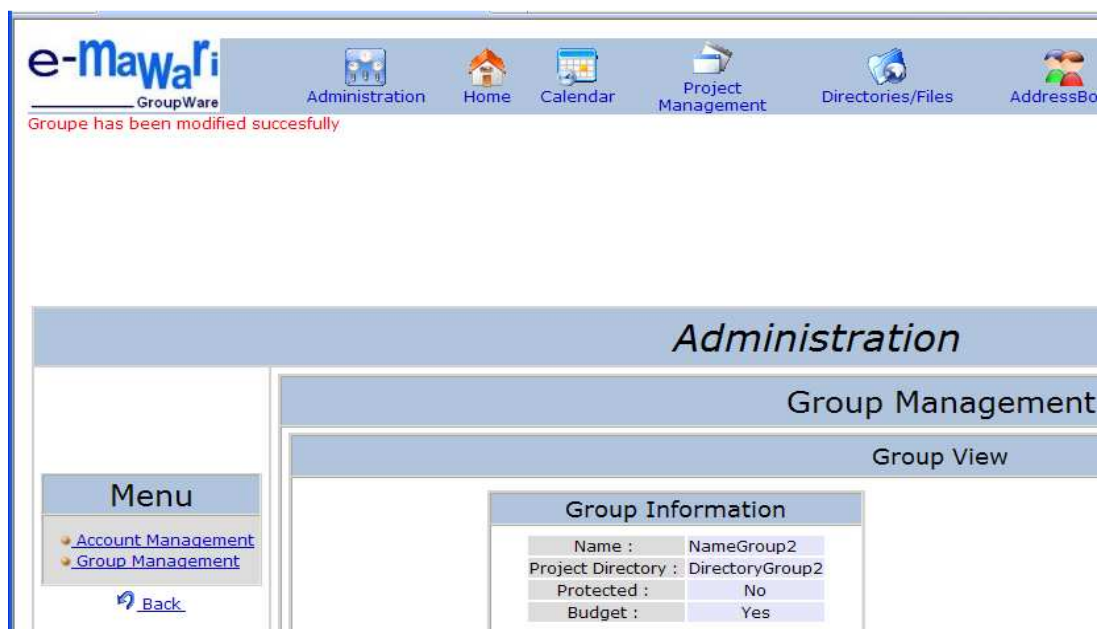 e-mawari
GroupWare
Administration
Home
Calendar
Project
Management
Directories/Files
AddressBo
Groupe has been modified succesfully
Administration
Group Management
Group View
Menu
Account Management
Group Management
Back
Group Information
Name : NameGroup2
Project Directory : DirectoryGroup2
Protected : No
Budget : Yes